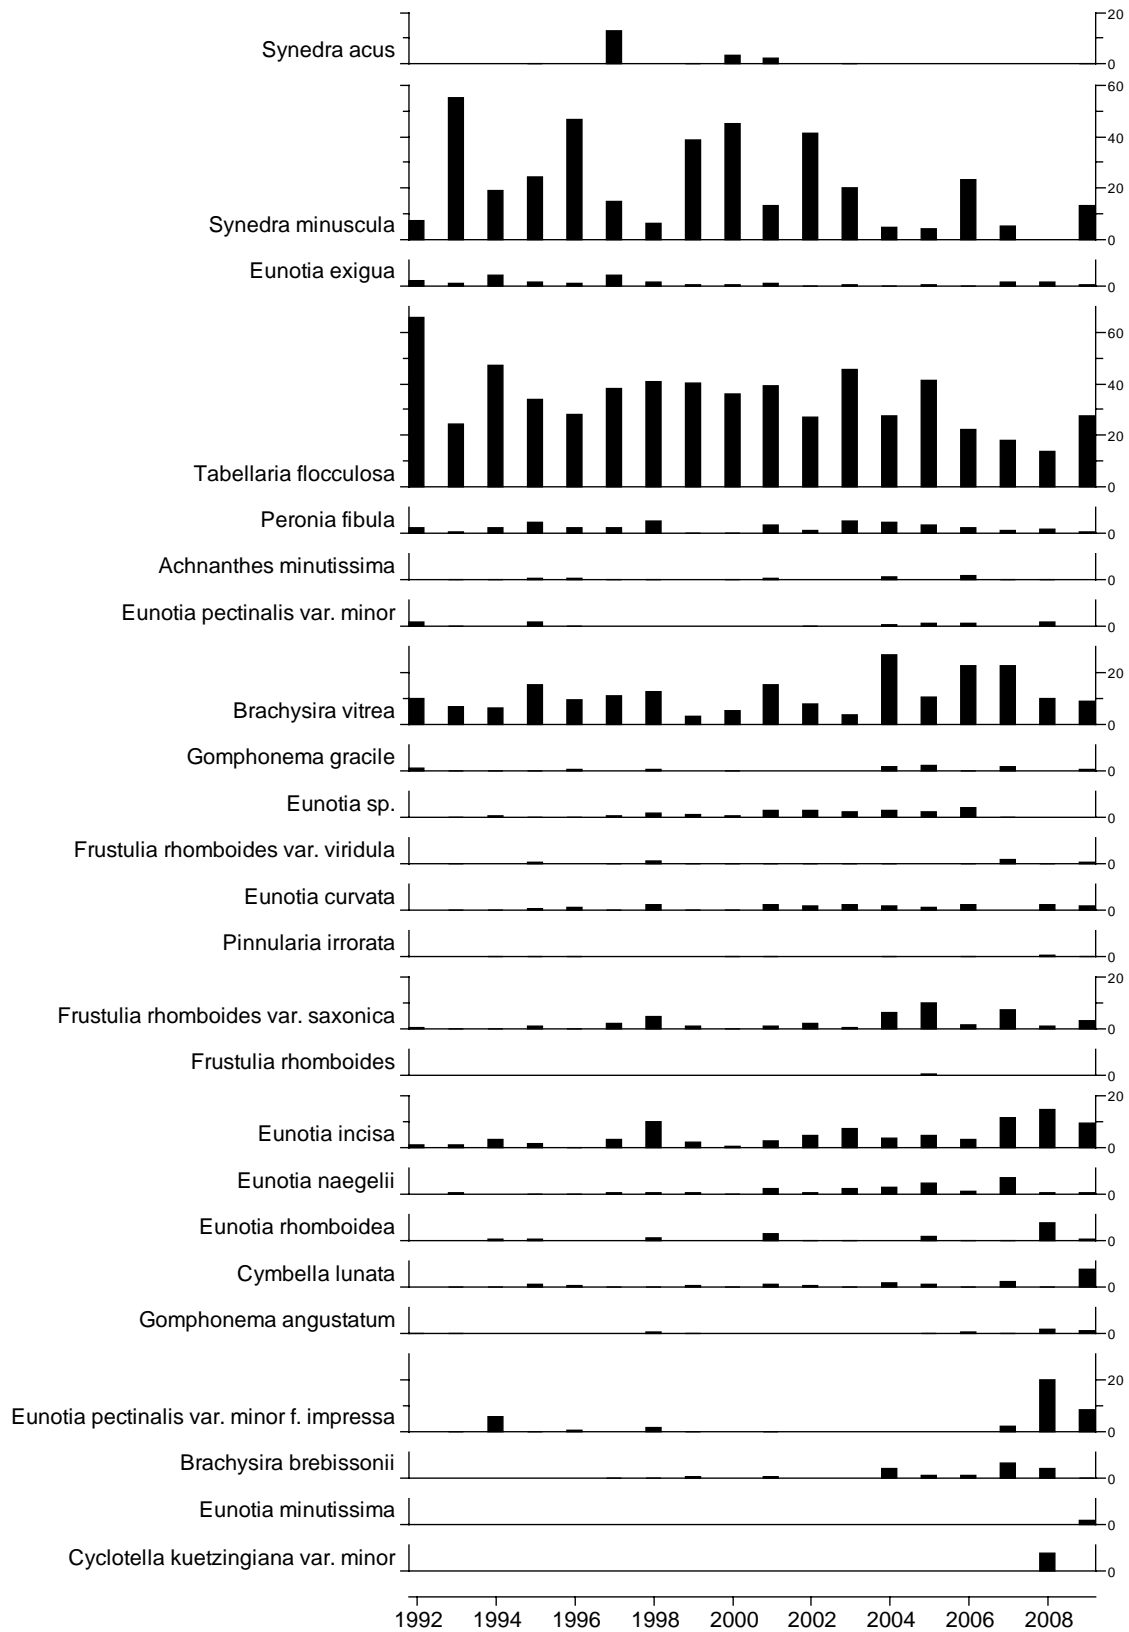 20
Synedra acus
0
60
40
20
Synedra minuscula
0
Eunotia exigua
0
60
40
20
Tabellaria flocculosa
0
Peronia fibula
0
Achnanthes minutissima
0
Eunotia pectinalis var. minor
0
20
Brachysira vitrea
0
Gomphonema gracile
0
Eunotia sp.
0
Frustulia rhomboides var. viridula
0
Eunotia curvata
0
Pinnularia irrorata
0
20
Frustulia rhomboides var. saxonica
0
Frustulia rhomboides
0
20
Eunotia incisa
0
Eunotia naegelii
0
Eunotia rhomboidea
0
Cymbella lunata
0
Gomphonema angustatum
0
20
Eunotia pectinalis var. minor f. impressa
0
Brachysira brebissonii
0
Eunotia minutissima
0
Cyclotella kuetzingiana var. minor
0
1992 1994 1996 1998 2000 2002 2004 2006 2008